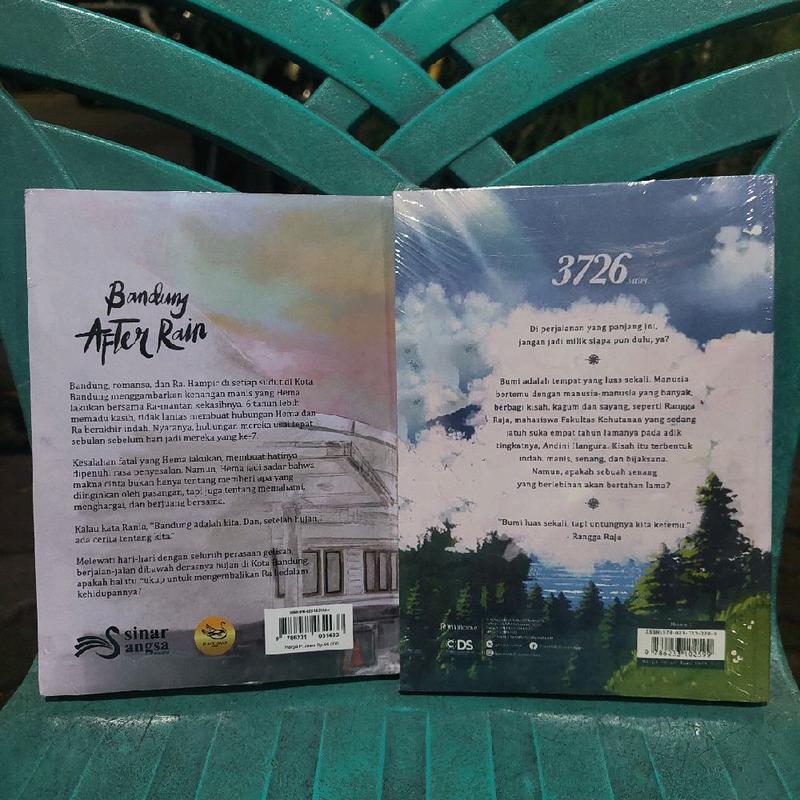 Bandung
After Rain
Bandung, romansa, dan Ra. Hampir di setiap sudut di Kota
Bandung menggambarkan kenangan manis yang Hema
lakukan bersama Ra-mantan kekasihnya. 6 tahun lebih
memadu kasih, tidak lantas membuat hubungan Hema dan
Ra berakhir indah. Nyaranya, hubungan mereka usai tepat
sebulan sebelum hari jadi mereka yang ke-7.
Kesalahan fatal yang Hema lakukan, membuat hatinya
dipenuhi rasa penyesalan. Namun, Hema jadi sadar bahwa
makna cinta bukan hanya tentang memberi apa yang
diinginkan oleh pasangan, tapi juga tentang memahami,
menghargai, dan berjuang bersama.
Kalau kata Rania, "Bandung adalah kita. Dan, setelah hujan,
ada cerita tentang kita."
Melewati hari-hari dengan seluruh perasaan gelisah,
berjalan-jalan dibawah derasnya hujan di Kota Bandung,
apakah hal itu cukup untuk mengembalikan Ra kedalam
kehidupannya?
sinar
angsa
3726
MDPL
Di perjalanan yang panjang ini,
jangan jadi milik siapa pun dulu, ya?
Bumi adalah tempat yang luas sekali. Manusia
bertemu dengan manusia-manusia yang banyak,
berbagi kisah, kagum dan sayang, seperti Rangga
Raja, mahasiswa Fakultas Kehutanan yang sedang
jatuh suka empat tahun lamanya pada adik
tingkatnya, Andini Hangura. Kisah itu terbentuk
indah, manis, senang, dan bijaksana.
Namun, apakah sebuah senang
yang berlebihan akan bertahan lama?
"Bumi luas sekali, tapi untungnya kita ketemu."
- Rangga Raja
CDS
9 786233 102599